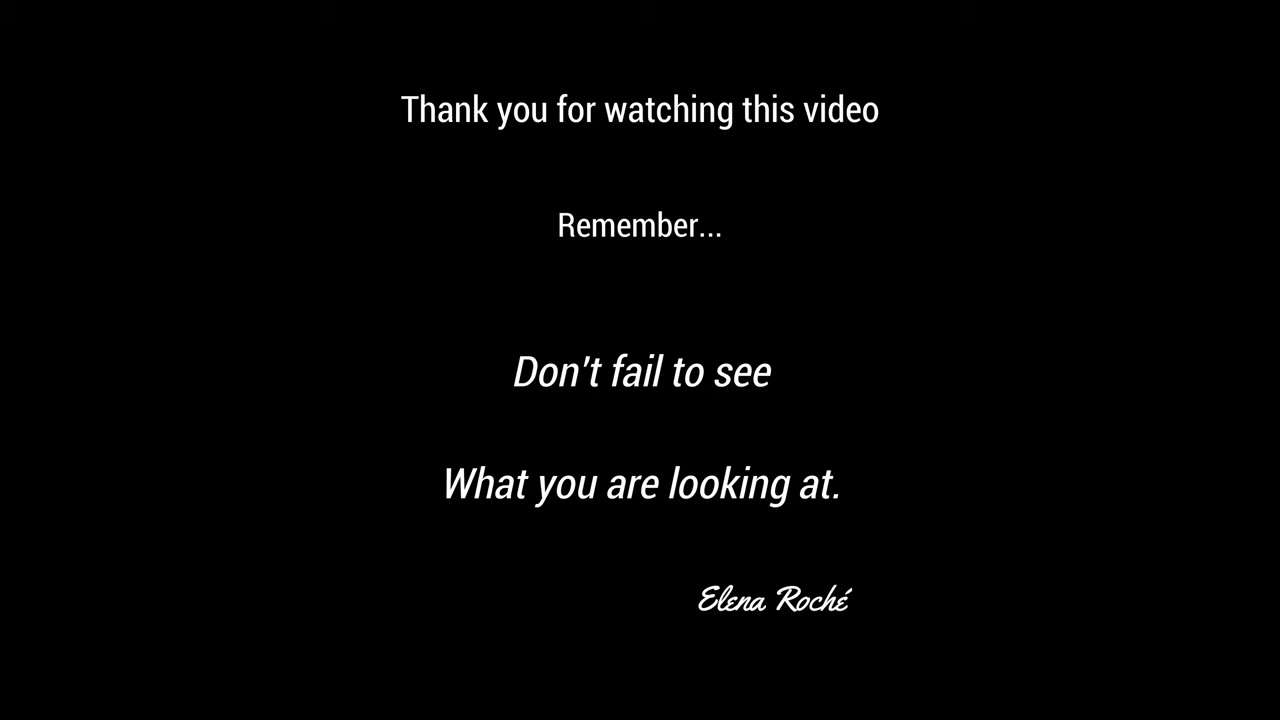 Thank you for watching this video
Remember...
Don't fail to see
What you are looking at.
Elena Roché